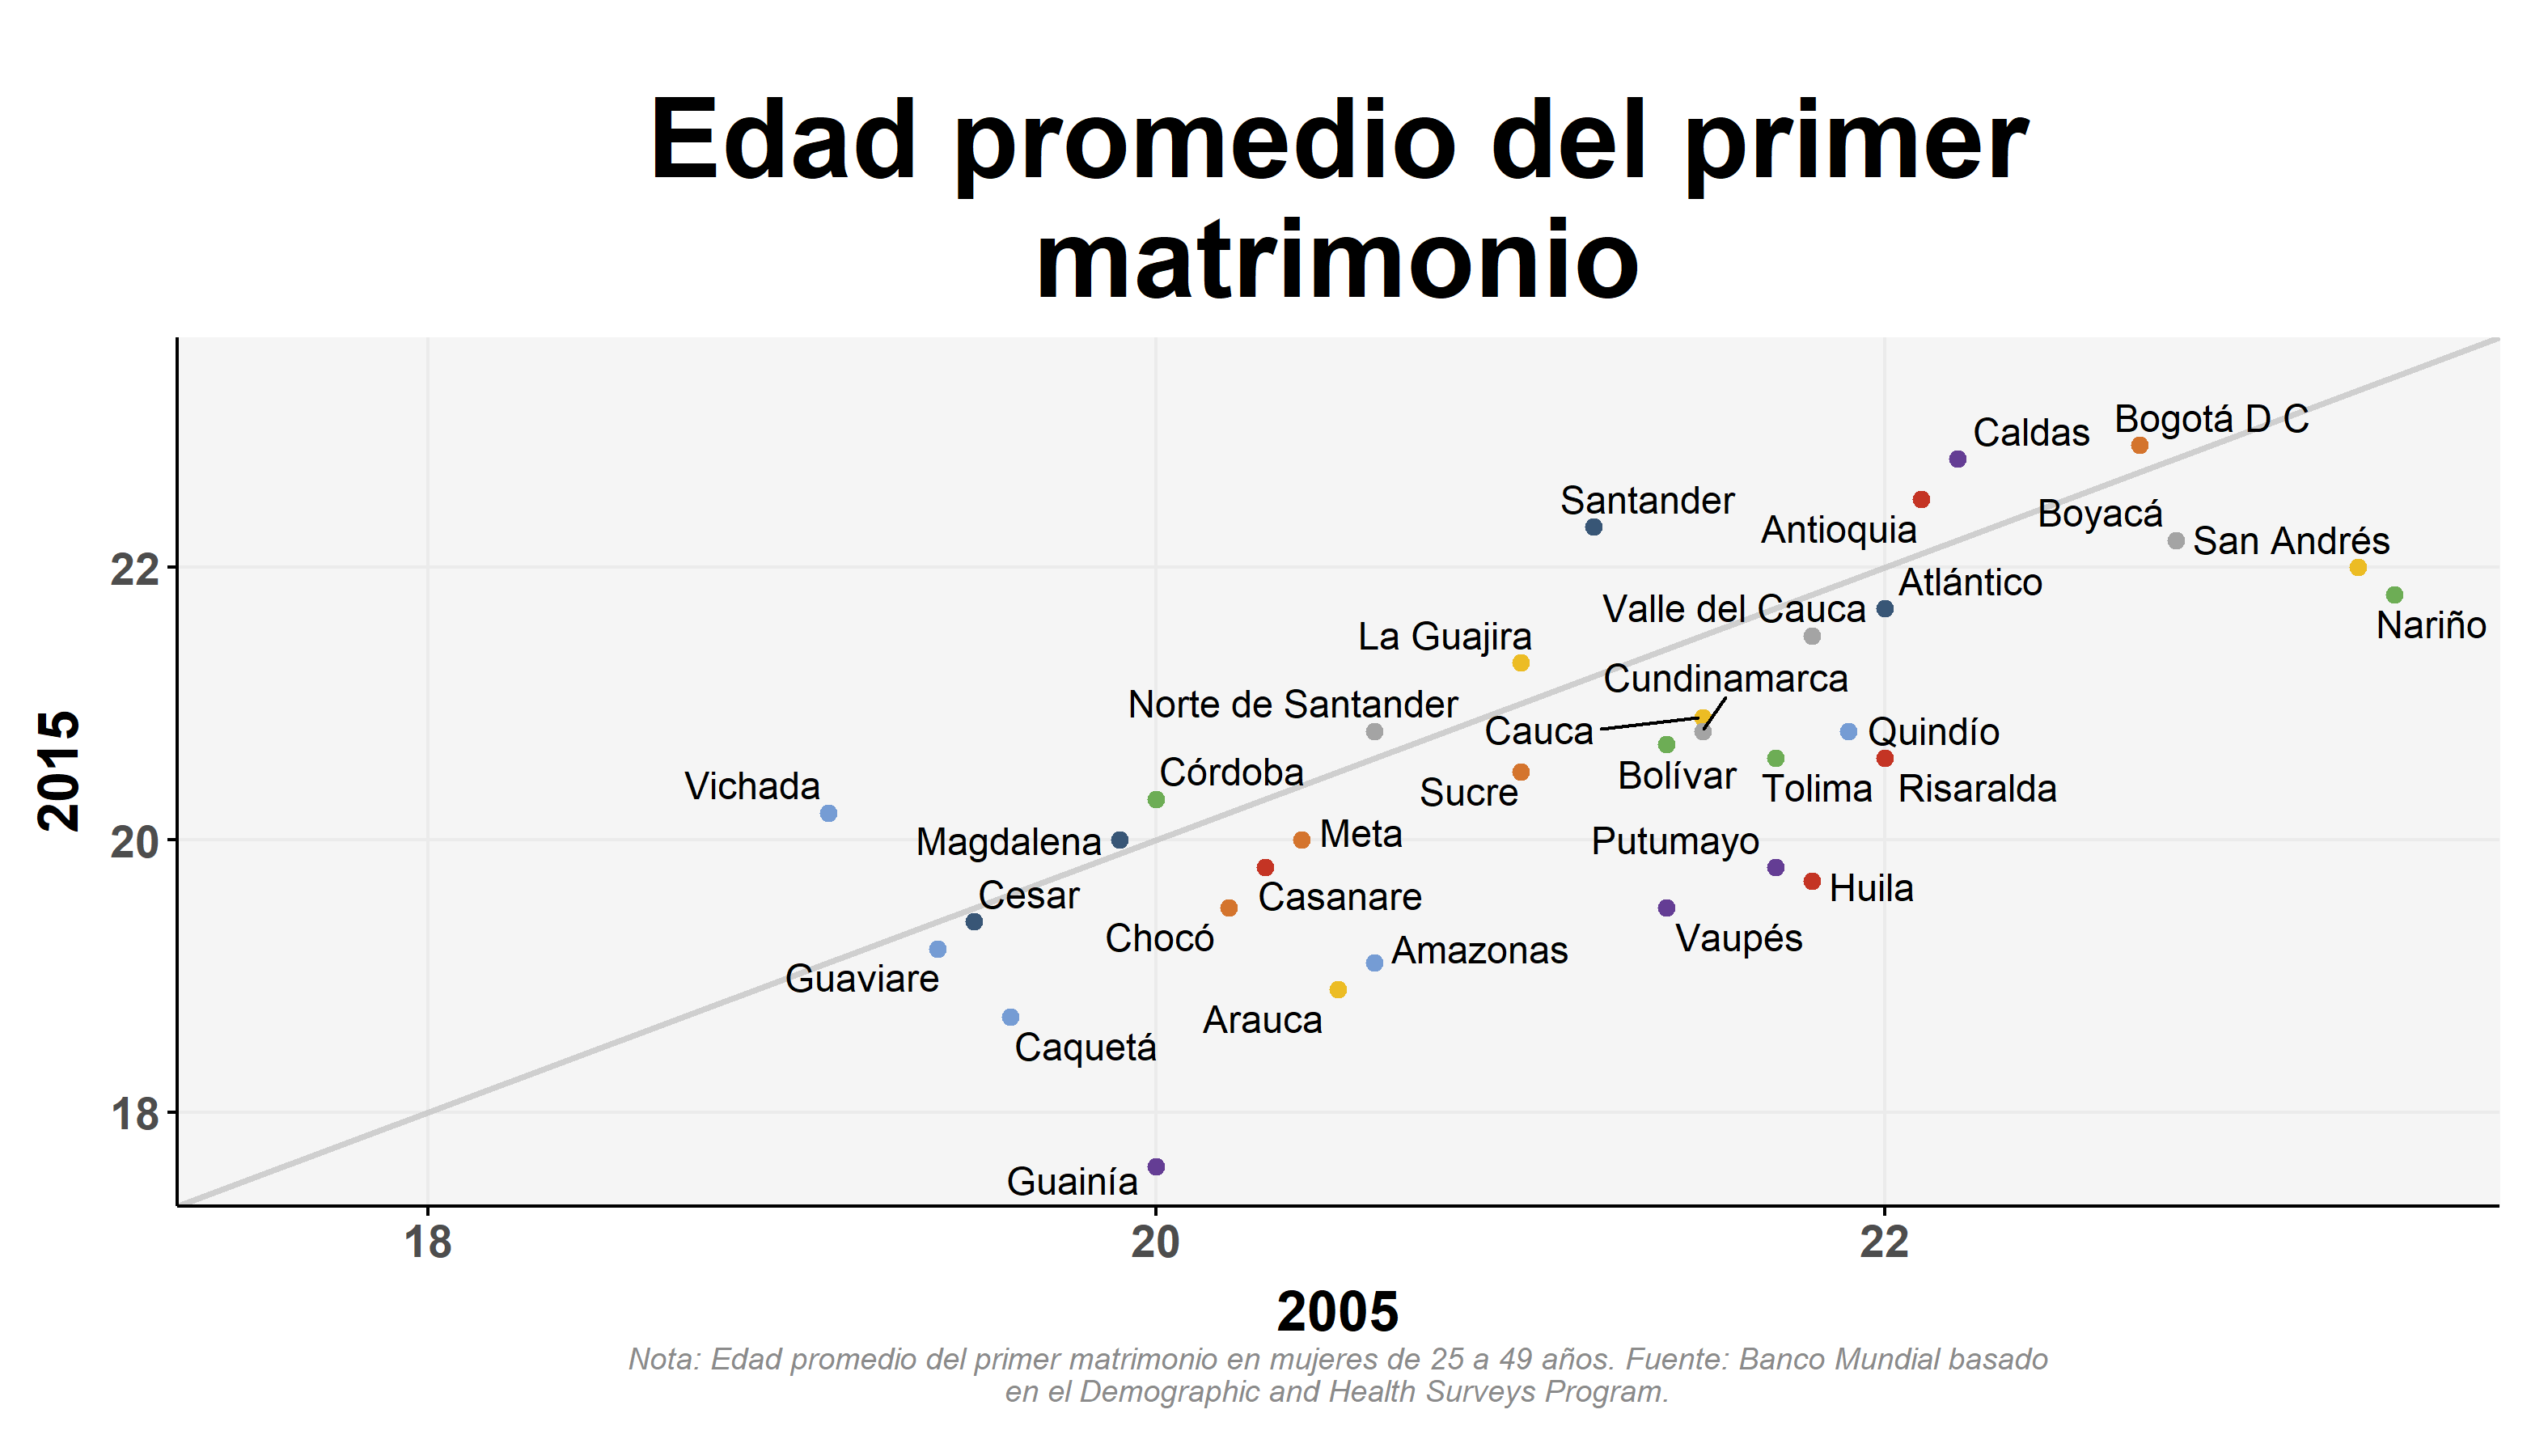 Edad promedio del primer
matrimonio
Caldas
Bogotá D C
Santander
Antioquia
Boyacá
San Andrés
22
Atlántico
Valle del Cauca
Nariño
La Guajira
Cundinamarca
Norte de Santander
Cauca
Quindío
2015
Córdoba
Bolívar
Vichada
Sucre
Tolima
Risaralda
20
Magdalena
Meta
Putumayo
Cesar
Casanare
Huila
Chocó
Vaupés
Guaviare
Amazonas
Arauca
Caquetá
18
Guainía
18
20
22
2005
Nota: Edad promedio del primer matrimonio en mujeres de 25 a 49 años. Fuente: Banco Mundial basado
en el Demographic and Health Surveys Program.